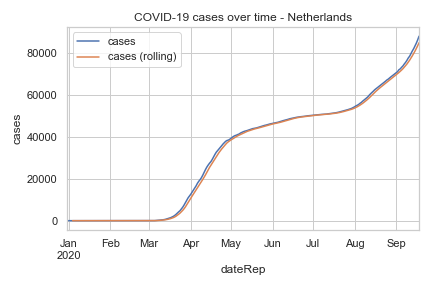 COVID-19 cases over time - Netherlands
cases
cases (rolling)
80000
60000
40000
20000
0
cases
Jan Feb Mar Apr May Jun Jul Aug Sep
2020
dateRep